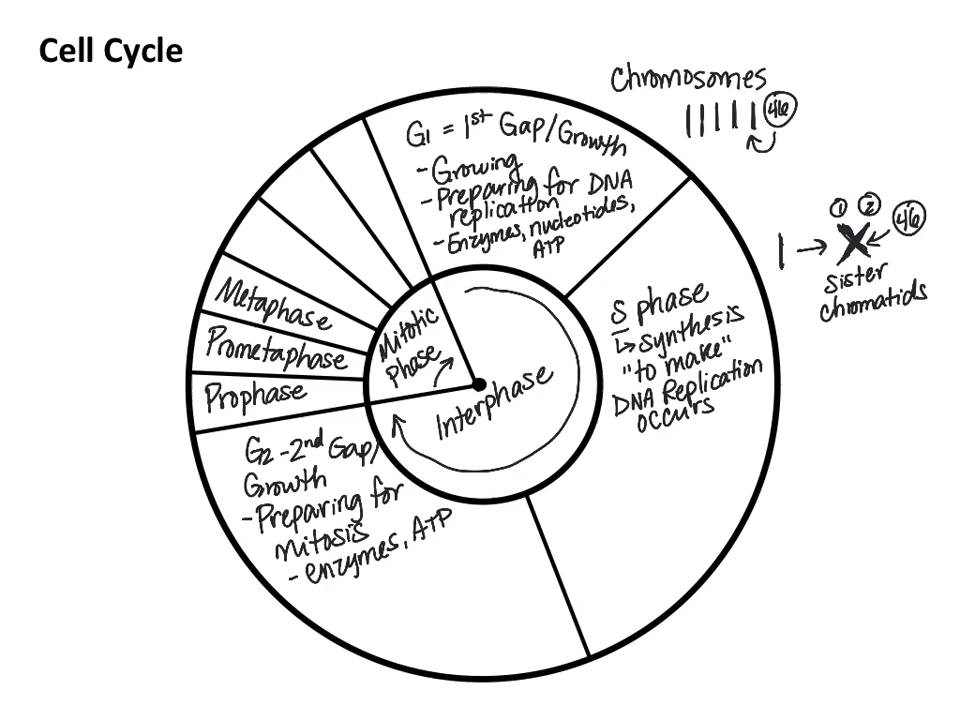 Cell Cycle
Chromosomes
46
G1 = 1st Gap/Growth
- Growing
- Preparing for DNA
replication
- Enzymes, nucleotides,
ATP
1 2 46
Sister
chromatids
S phase
↳ synthesis
"to make"
DNA Replication
occurs
Metaphase
Prometaphase
Prophase
Mitotic
phase
Interphase
G2 - 2nd Gap/
Growth
- Preparing for
mitosis
- enzymes, ATP